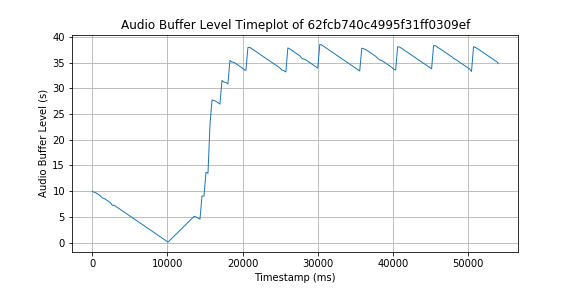 Audio Buffer Level Timeplot of 62fcb740c4995f31ff0309ef
40
35
30
25
20
15
10
5
0
Audio Buffer Level (s)
0 10000 20000 30000 40000 50000
Timestamp (ms)